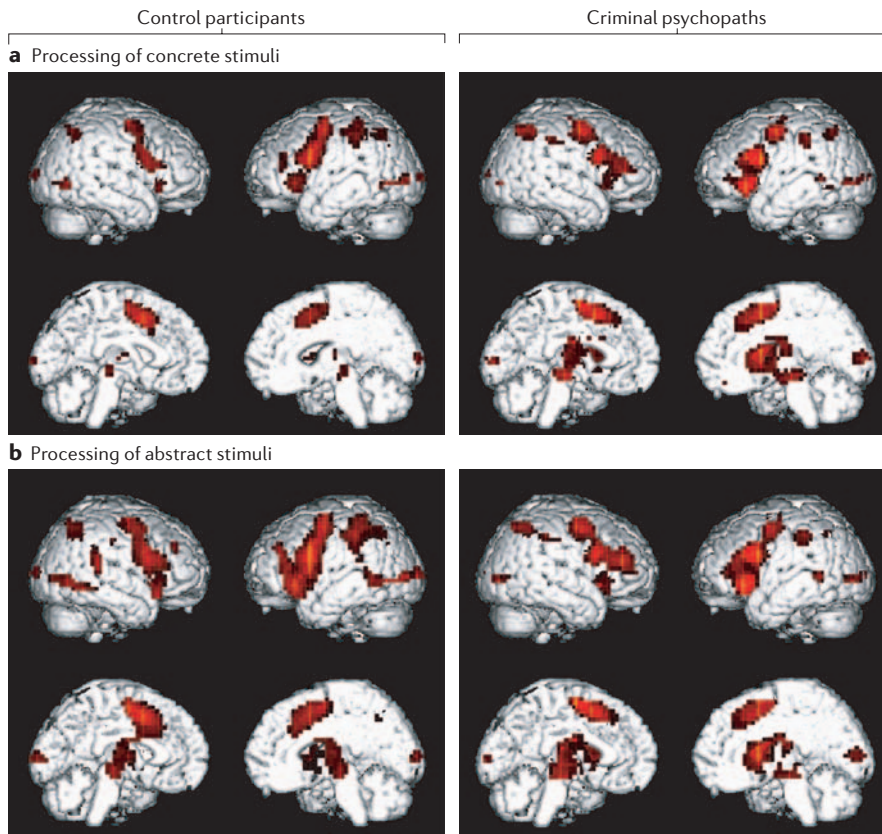 Control participants
Criminal psychopaths
a Processing of concrete stimuli
b Processing of abstract stimuli